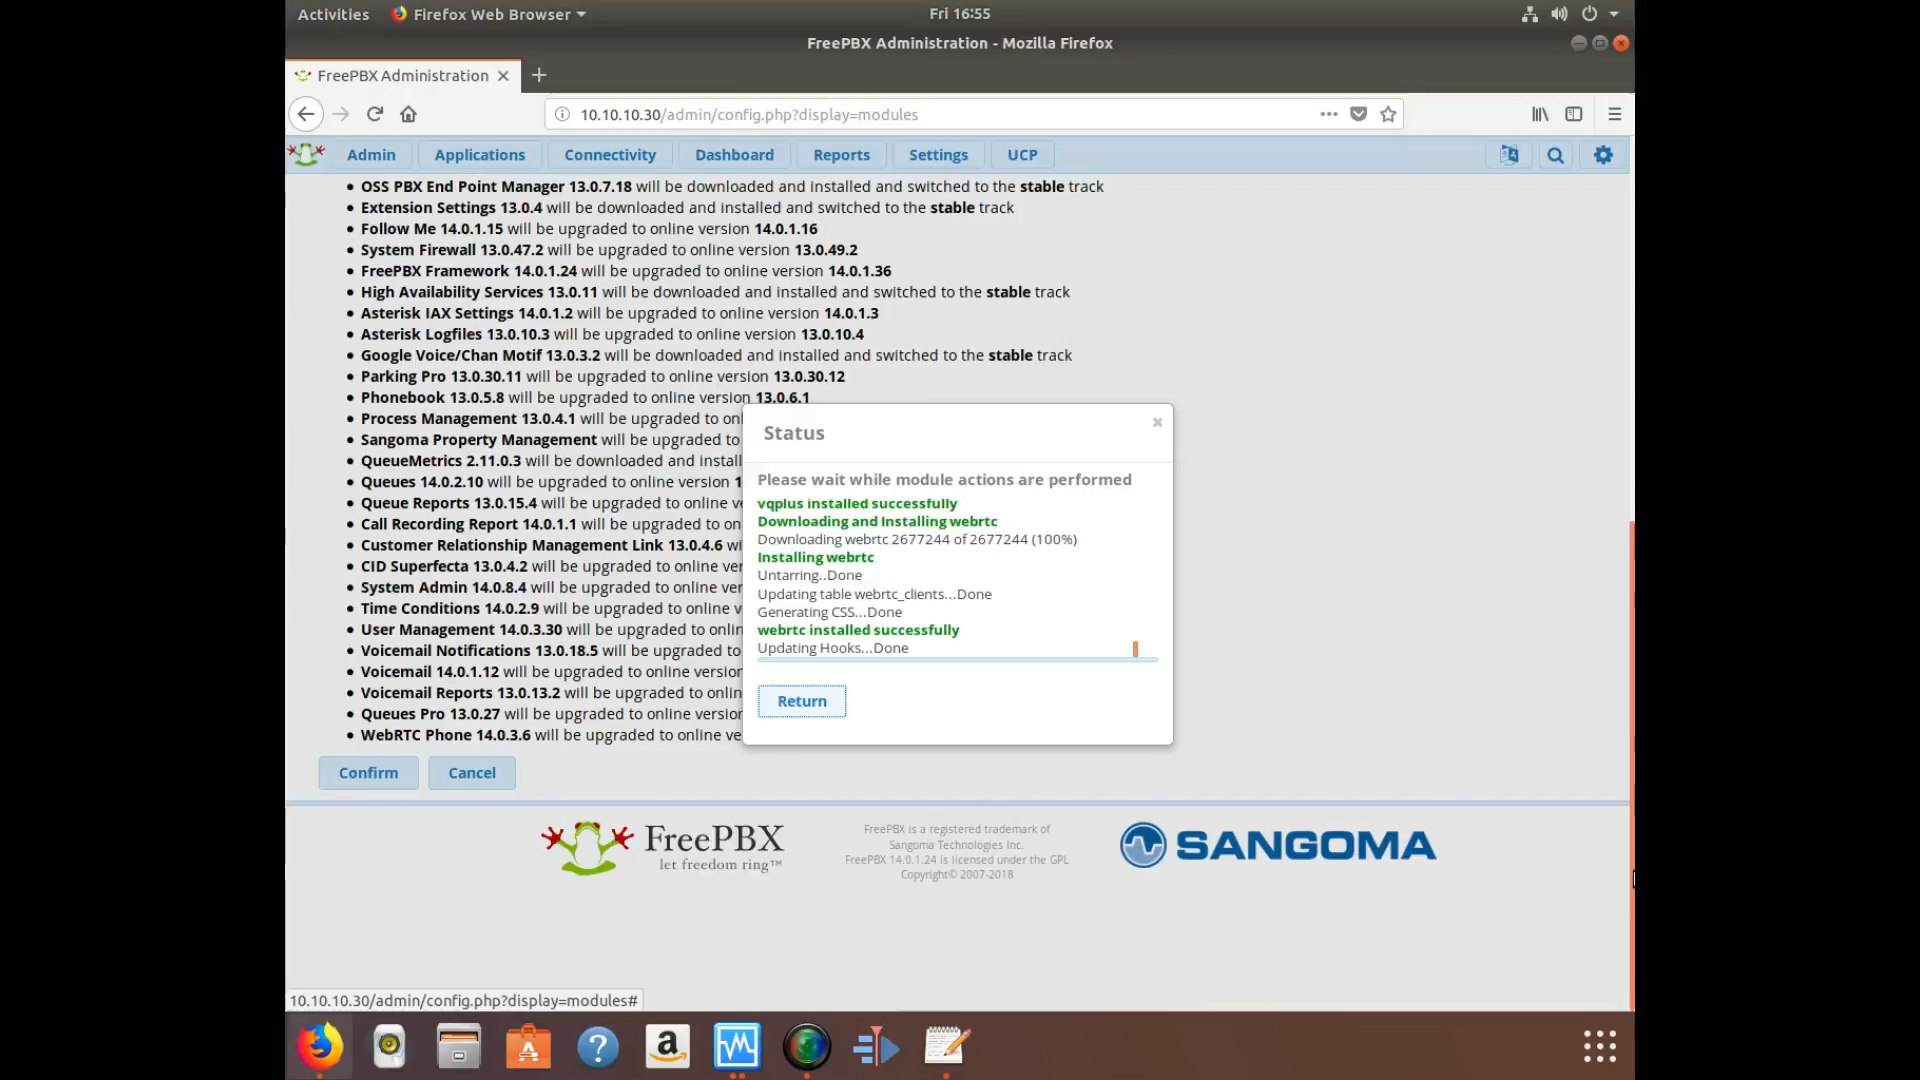 Activities Firefox Web Browser Fri 16:55
FreePBX Administration - Mozilla Firefox
FreePBX Administration
10.10.10.30/admin/config.php?display=modules
Admin Applications Connectivity Dashboard Reports Settings UCP
• OSS PBX End Point Manager 13.0.7.18 will be downloaded and installed and switched to the stable track
• Extension Settings 13.0.4 will be downloaded and installed and switched to the stable track
• Follow Me 14.0.1.15 will be upgraded to online version 14.0.1.16
• System Firewall 13.0.47.2 will be upgraded to online version 13.0.49.2
• FreePBX Framework 14.0.1.24 will be upgraded to online version 14.0.1.36
• High Availability Services 13.0.11 will be downloaded and installed and switched to the stable track
• Asterisk IAX Settings 14.0.1.2 will be upgraded to online version 14.0.1.3
• Asterisk Logfiles 13.0.10.3 will be upgraded to online version 13.0.10.4
• Google Voice/Chan Motif 13.0.3.2 will be downloaded and installed and switched to the stable track
• Parking Pro 13.0.30.11 will be upgraded to online version 13.0.30.12
• Phonebook 13.0.5.8 will be upgraded to online version 13.0.6.1
• Process Management 13.0.4.1 will be upgraded to onl
• Sangoma Property Management will be upgraded to
• QueueMetrics 2.11.0.3 will be downloaded and install
• Queues 14.0.2.10 will be upgraded to online version 1
• Queue Reports 13.0.15.4 will be upgraded to online ve
• Call Recording Report 14.0.1.1 will be upgraded to on
• Customer Relationship Management Link 13.0.4.6 wi
• CID Superfecta 13.0.4.2 will be upgraded to online ver
• System Admin 14.0.8.4 will be upgraded to online ver
• Time Conditions 14.0.2.9 will be upgraded to online v
• User Management 14.0.3.30 will be upgraded to onlin
• Voicemail Notifications 13.0.18.5 will be upgraded to
• Voicemail 14.0.1.12 will be upgraded to online version
• Voicemail Reports 13.0.13.2 will be upgraded to onlin
• Queues Pro 13.0.27 will be upgraded to online version
• WebRTC Phone 14.0.3.6 will be upgraded to online ve
Status
Please wait while module actions are performed
vqplus installed successfully
Downloading and Installing webrtc
Downloading webrtc 2677244 of 2677244 (100%)
Installing webrtc
Untarring..Done
Updating table webrtc_clients...Done
Generating CSS...Done
webrtc installed successfully
Updating Hooks...Done
Return
Confirm Cancel
FreePBX
let freedom ring™
FreePBX is a registered trademark of
Sangoma Technologies Inc.
FreePBX 14.0.1.24 is licensed under the GPL
Copyright© 2007-2018
SANGOMA
10.10.10.30/admin/config.php?display=modules#